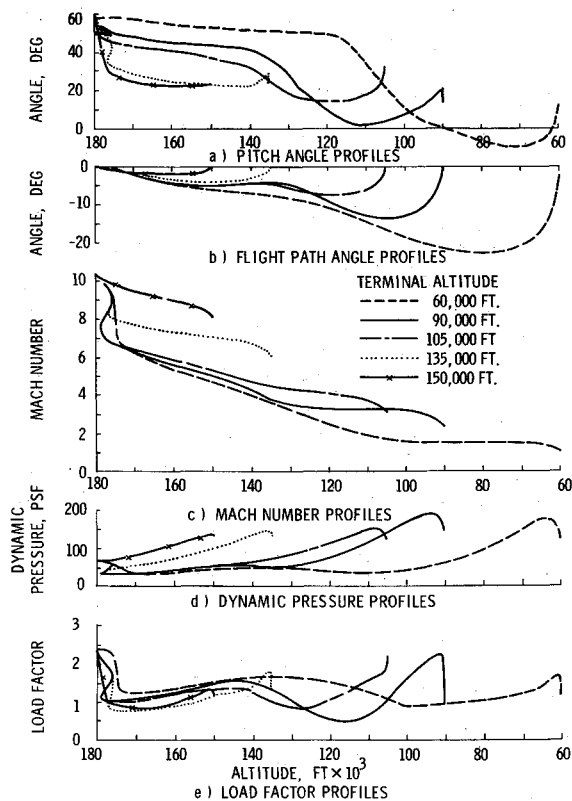 ANGLE, DEG
60
40
20
0
180 160 140 120 100 80 60
a) PITCH ANGLE PROFILES
ANGLE, DEG
0
-10
-20
b) FLIGHT PATH ANGLE PROFILES
MACH NUMBER
10
8
6
4
2
0
TERMINAL ALTITUDE
60,000 FT.
90,000 FT.
105,000 FT
135,000 FT.
150,000 FT.
180 160 140 120 100 80 60
c) MACH NUMBER PROFILES
DYNAMIC
PRESSURE, PSF
200
100
0
d) DYNAMIC PRESSURE PROFILES
LOAD FACTOR
3
2
1
0
180 160 140 120 100 80 60
ALTITUDE, FT × 10³
e) LOAD FACTOR PROFILES